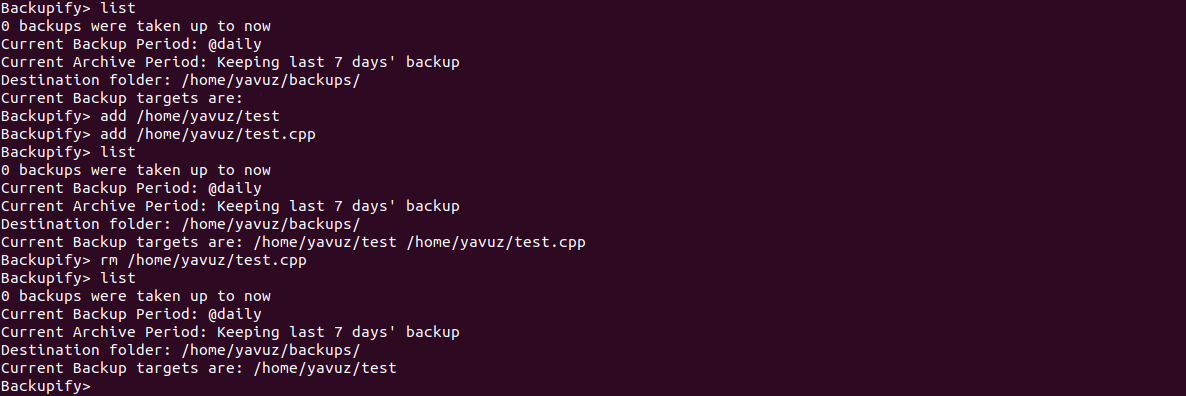 Backupify> list
0 backups were taken up to now
Current Backup Period: @daily
Current Archive Period: Keeping last 7 days' backup
Destination folder: /home/yavuz/backups/
Current Backup targets are:
Backupify> add /home/yavuz/test
Backupify> add /home/yavuz/test.cpp
Backupify> list
0 backups were taken up to now
Current Backup Period: @daily
Current Archive Period: Keeping last 7 days' backup
Destination folder: /home/yavuz/backups/
Current Backup targets are: /home/yavuz/test /home/yavuz/test.cpp
Backupify> rm /home/yavuz/test.cpp
Backupify> list
0 backups were taken up to now
Current Backup Period: @daily
Current Archive Period: Keeping last 7 days' backup
Destination folder: /home/yavuz/backups/
Current Backup targets are: /home/yavuz/test
Backupify>